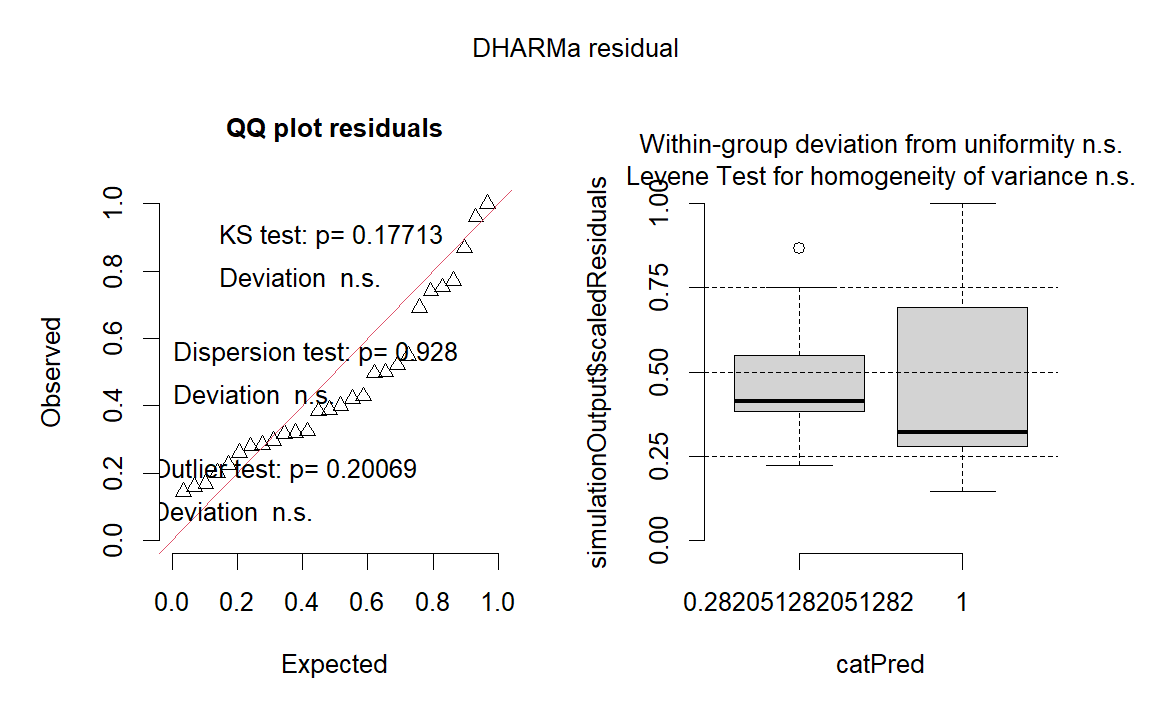 DHARMa residual
QQ plot residuals
KS test: p= 0.17713
Deviation  n.s.
Dispersion test: p= 0.928
Deviation  n.s.
Outlier test: p= 0.20069
Deviation  n.s.
Observed
0.0 0.2 0.4 0.6 0.8 1.0
0.0 0.2 0.4 0.6 0.8 1.0
Expected
Within-group deviation from uniformity n.s.
Levene Test for homogeneity of variance n.s.
simulationOutput$scaledResiduals
0.00 0.25 0.50 0.75 1.00
0.282051282051282 1
catPred